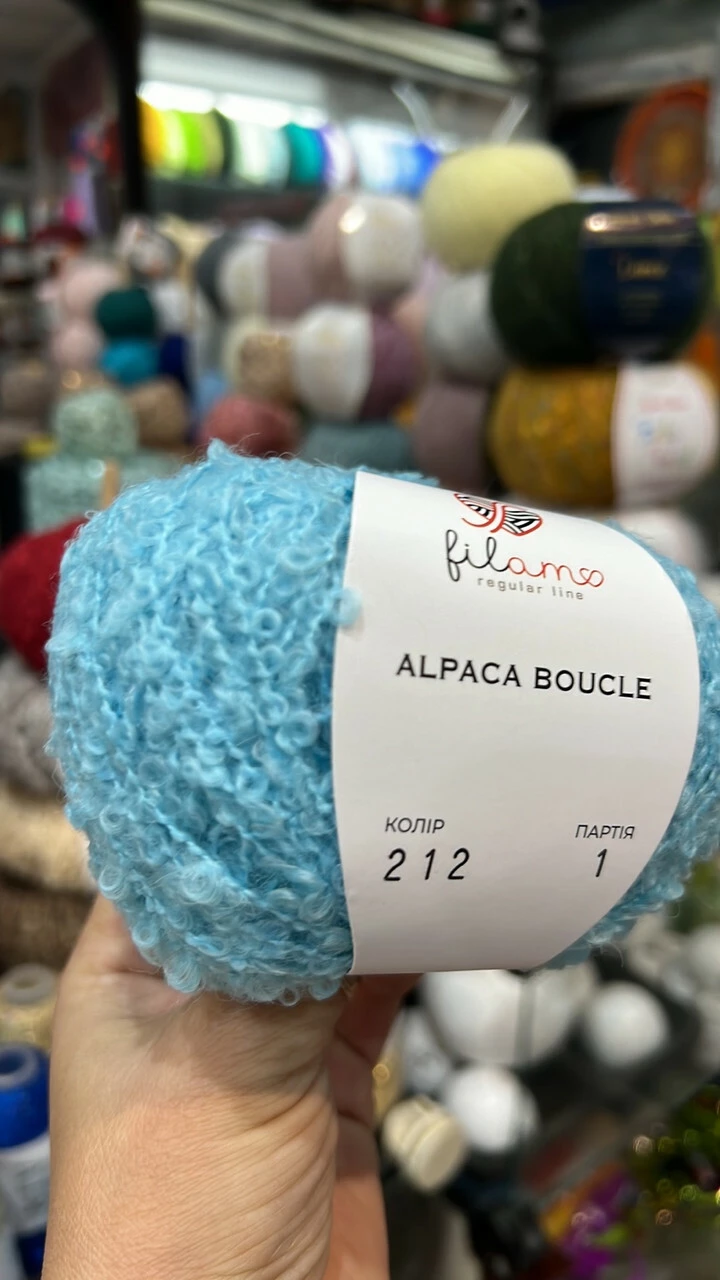 filamo
regular line
ALPACA BOUCLE
КОЛІР
212
ПАРТІЯ
1